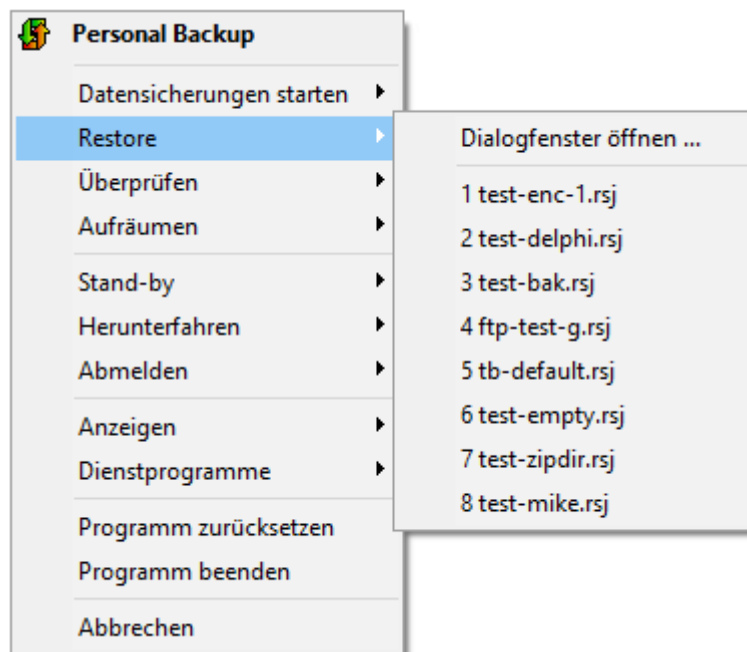 Personal Backup
Datensicherungen starten
Restore
Überprüfen
Aufräumen
Stand-by
Herunterfahren
Abmelden
Anzeigen
Dienstprogramme
Programm zurücksetzen
Programm beenden
Abbrechen
Dialogfenster öffnen ...
1 test-enc-1.rsj
2 test-delphi.rsj
3 test-bak.rsj
4 ftp-test-g.rsj
5 tb-default.rsj
6 test-empty.rsj
7 test-zipdir.rsj
8 test-mike.rsj